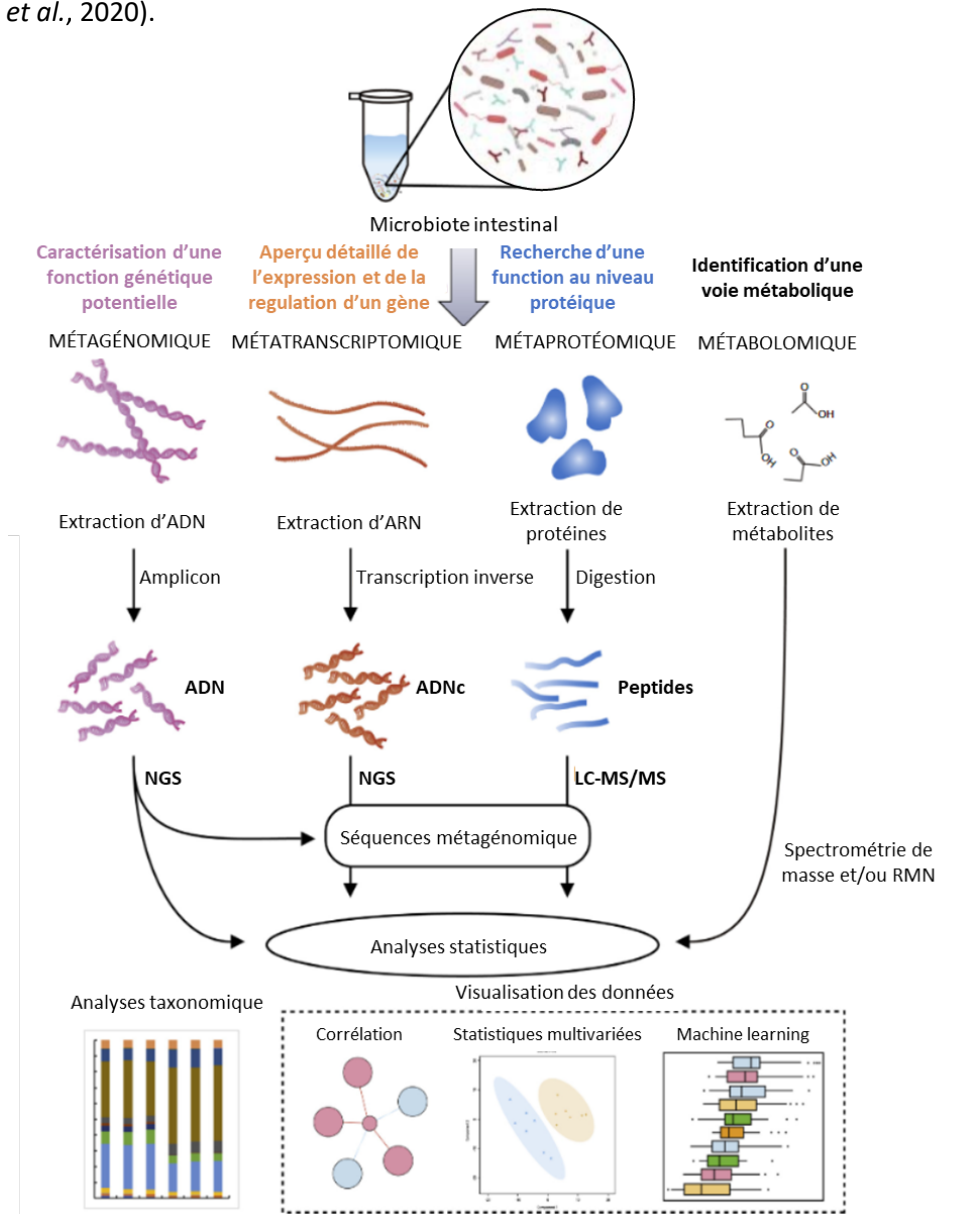 et al., 2020).
Microbiote intestinal
Caractérisation d'une
fonction génétique
potentielle
Aperçu détaillé de
l'expression et de la
regulation d'un gène
Recherche d'une
function au niveau
protéique
Identification d'une
voie métabolique
MÉTAGÉNOMIQUE
MÉTATRANSCRIPTOMIQUE
MÉTAPROTÉOMIQUE
MÉTABOLOMIQUE
O
OH
O
OH
O
OH
Extraction d'ADN
Extraction d'ARN
Extraction de
protéines
Extraction de
métabolites
Amplicon
Transcription inverse
Digestion
ADN
ADNc
Peptides
NGS
NGS
LC-MS/MS
Séquences métagénomique
Spectrométrie de
masse et/ou RMN
Analyses statistiques
Analyses taxonomique
Visualisation des données
Corrélation
Statistiques multivariées
Machine learning